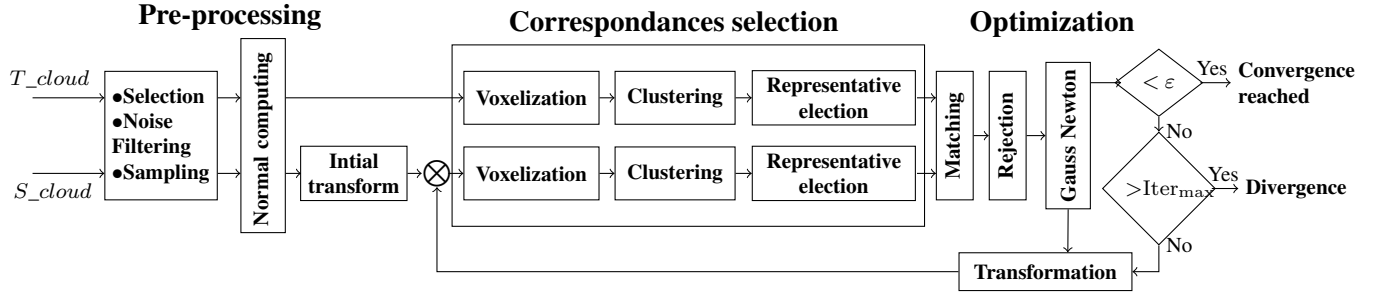 Pre-processing
Correspondances selection
Optimization
T_cloud
S_cloud
●Selection
●Noise
Filtering
●Sampling
Normal computing
Intial
transform
Voxelization
Clustering
Representative
election
Voxelization
Clustering
Representative
election
Matching
Rejection
Gauss Newton
< ε
Yes
Convergence
reached
No
>Iter_max
Yes
Divergence
No
Transformation